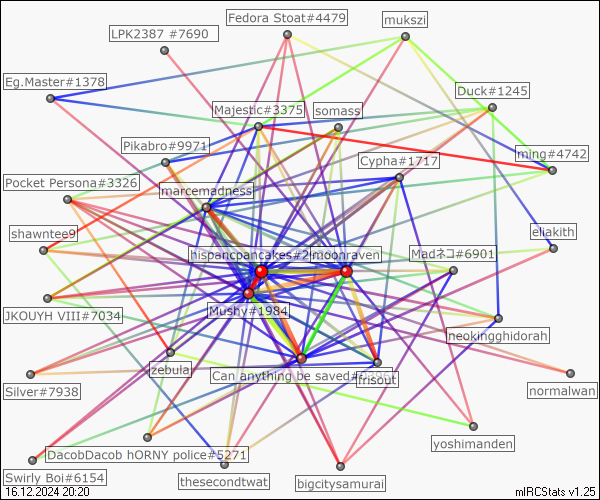 Fedora Stoat#4479
mukszi
LPK2387 #7690
Eg.Master#1378
Duck#1245
Majestic#3375
somass
Pikabro#9971
ming#4742
Cypha#1717
Pocket Persona#3326
marcemadness
shawntee9
eliakith
hispancpancakes#2
moonraven
Madネコ#6901
JKOUYH VIII#7034
Mushy#1984
neokingghidorah
zebulai
Can anything be saved#
frisout
Silver#7938
normalwan
yoshimanden
DacobDacob hORNY police#5271
Swirly Boi#6154
thesecondtwat
bigcitysamurai
16.12.2024 20:20
mIRCStats v1.25